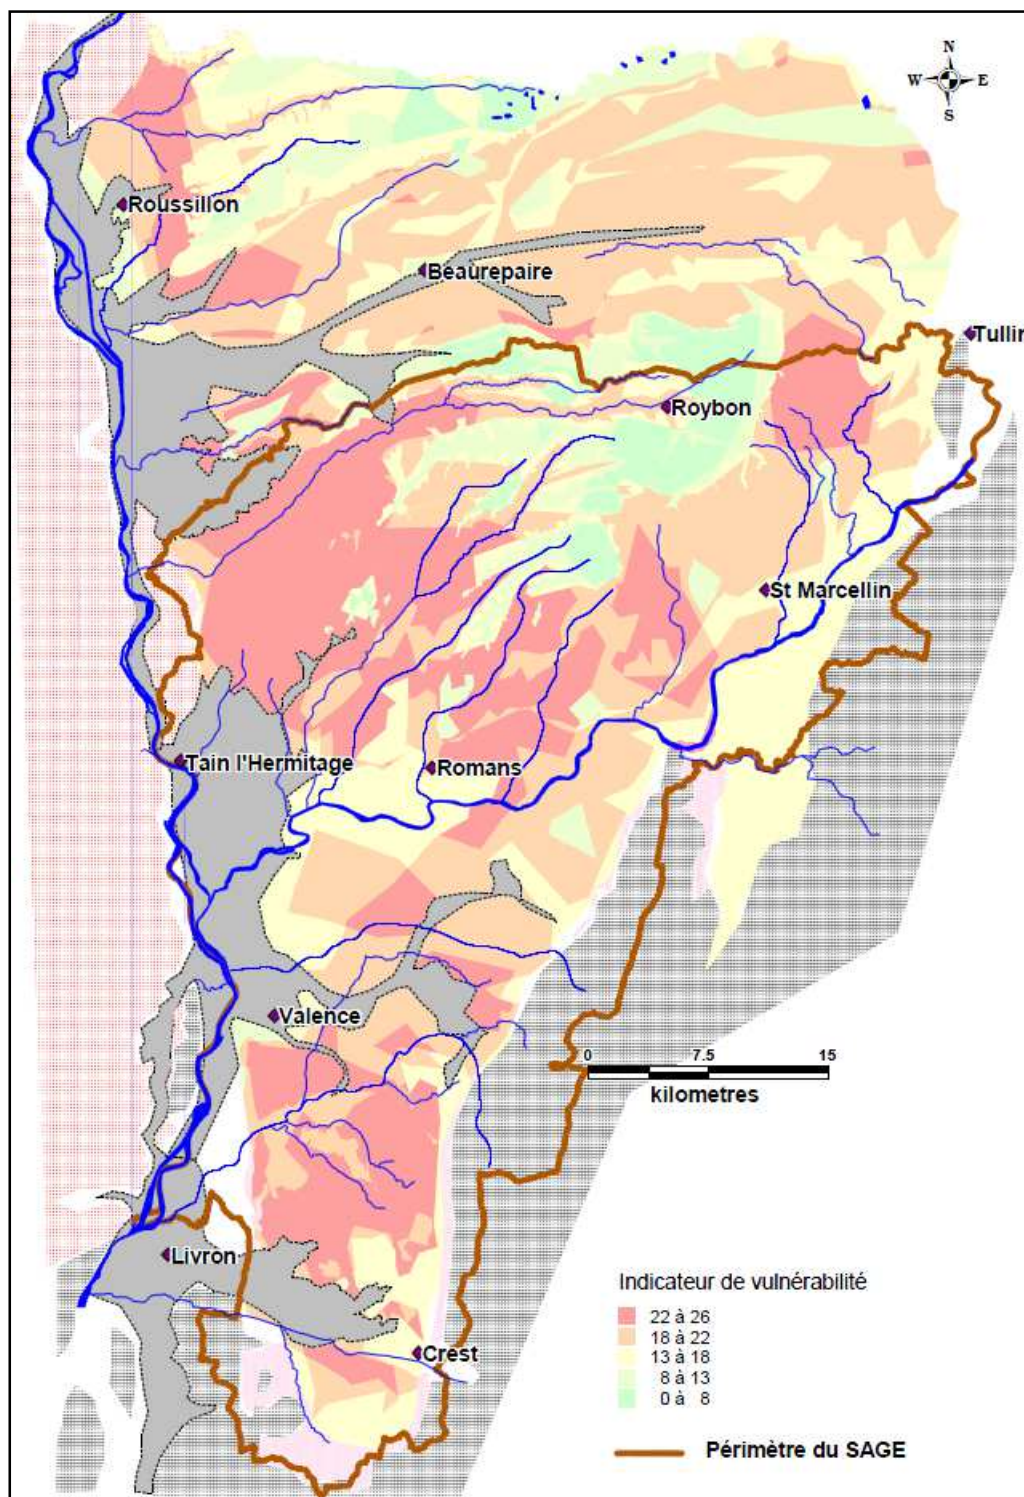 N
W E
S
Roussillon
Beaurepaire
Tullin
Roybon
St Marcellin
Tain l'Hermitage
Romans
Valence
0 7.5 15
kilometres
Livron
Indicateur de vulnérabilité
22 à 26
18 à 22
13 à 18
8 à 13
0 à 8
Crest
Périmètre du SAGE